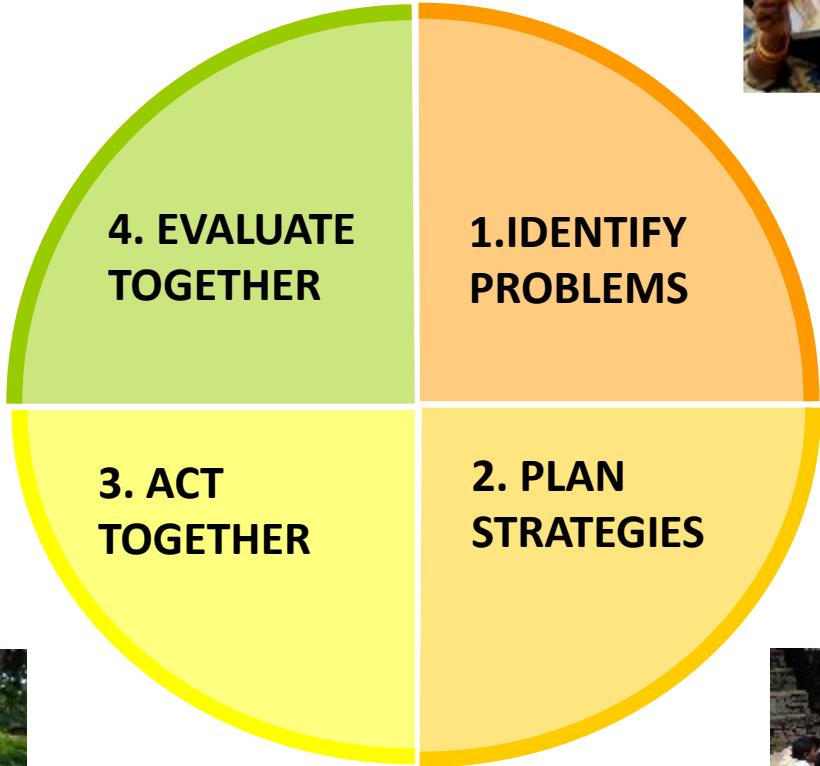 1.IDENTIFY
PROBLEMS
2. PLAN
STRATEGIES
3. ACT
TOGETHER
4. EVALUATE
TOGETHER